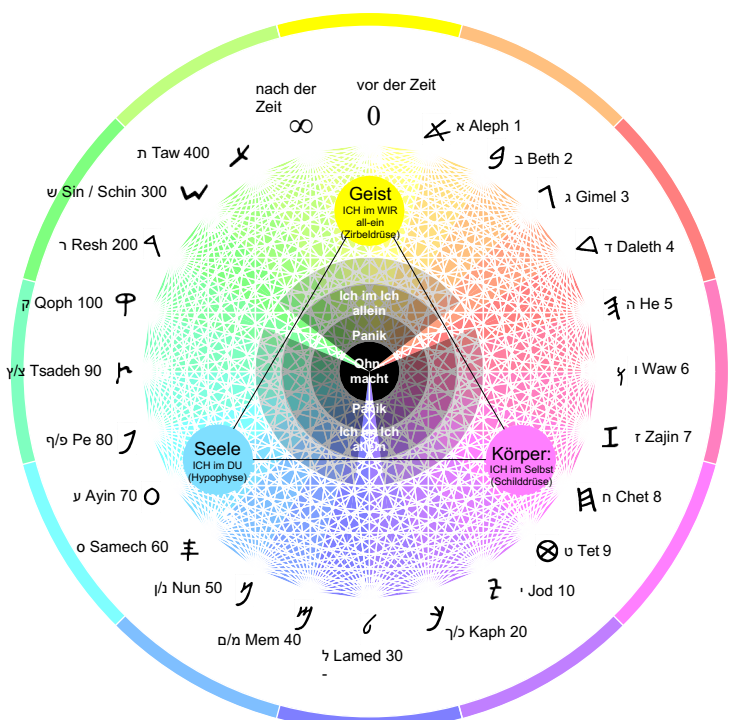 nach der
Zeit
∞
vor der Zeit
0
א Aleph 1
ב Beth 2
ג Gimel 3
ד Daleth 4
ה He 5
ו Waw 6
ז Zajin 7
ח Chet 8
ט Tet 9
י Jod 10
כ/ך Kaph 20
ל Lamed 30
-
מ/ם Mem 40
נ/ן Nun 50
ס Samech 60
ע Ayin 70
פ/ף Pe 80
צ/ץ Tsadeh 90
ק Qoph 100
ר Resh 200
ש Sin / Schin 300
ת Taw 400
Geist
ICH im WIR
all-ein
(Zirbeldrüse)
Ich im Ich
allein
Panik
Ohn
macht
Panik
Ich im Ich
allein
Seele
ICH im DU
(Hypophyse)
Körper:
ICH im Selbst
(Schilddrüse)